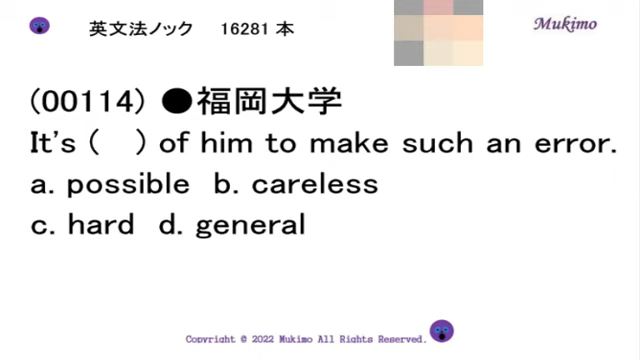 英文法ノック 16281 本
Mukimo
(00114) ●福岡大学
It's ( ) of him to make such an error.
a. possible b. careless
c. hard d. general
Copyright @ 2022 Mukimo All Rights Reserved.